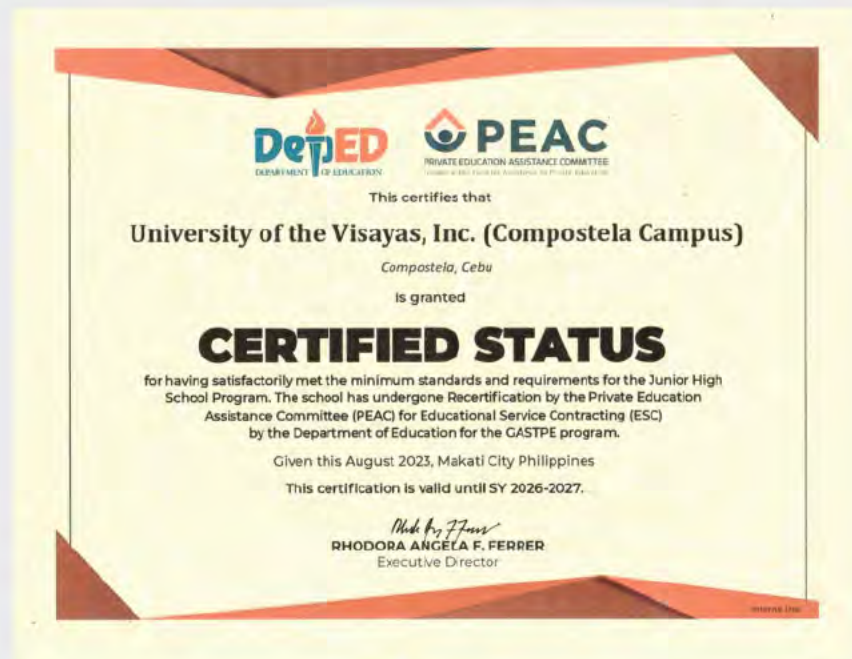 DepED
DEPARTMENT OF EDUCATION
PEAC
PRIVATE EDUCATION ASSISTANCE COMMITTEE
This certifies that
University of the Visayas, Inc. (Compostela Campus)
Compostela, Cebu
is granted
CERTIFIED STATUS
for having satisfactorily met the minimum standards and requirements for the Junior High
School Program. The school has undergone Recertification by the Private Education
Assistance Committee (PEAC) for Educational Service Contracting (ESC)
by the Department of Education for the GASTPE program.
Given this August 2023, Makati City Philippines
This certification is valid until SY 2026-2027.
RHODORA ANGELA F. FERRER
Executive Director